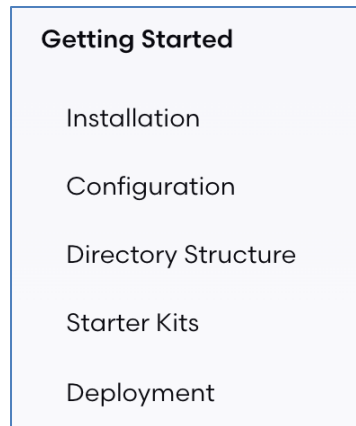 Getting Started
Installation
Configuration
Directory Structure
Starter Kits
Deployment